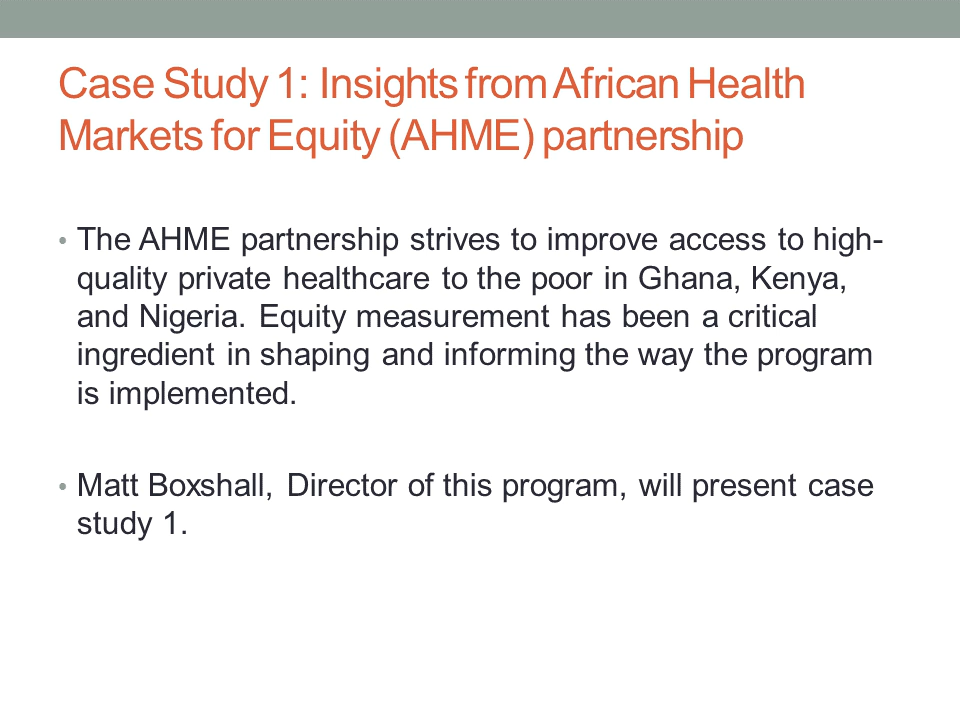 Case Study 1: Insights from African Health
Markets for Equity (AHME) partnership
• The AHME partnership strives to improve access to high-
quality private healthcare to the poor in Ghana, Kenya,
and Nigeria. Equity measurement has been a critical
ingredient in shaping and informing the way the program
is implemented.
• Matt Boxshall, Director of this program, will present case
study 1.